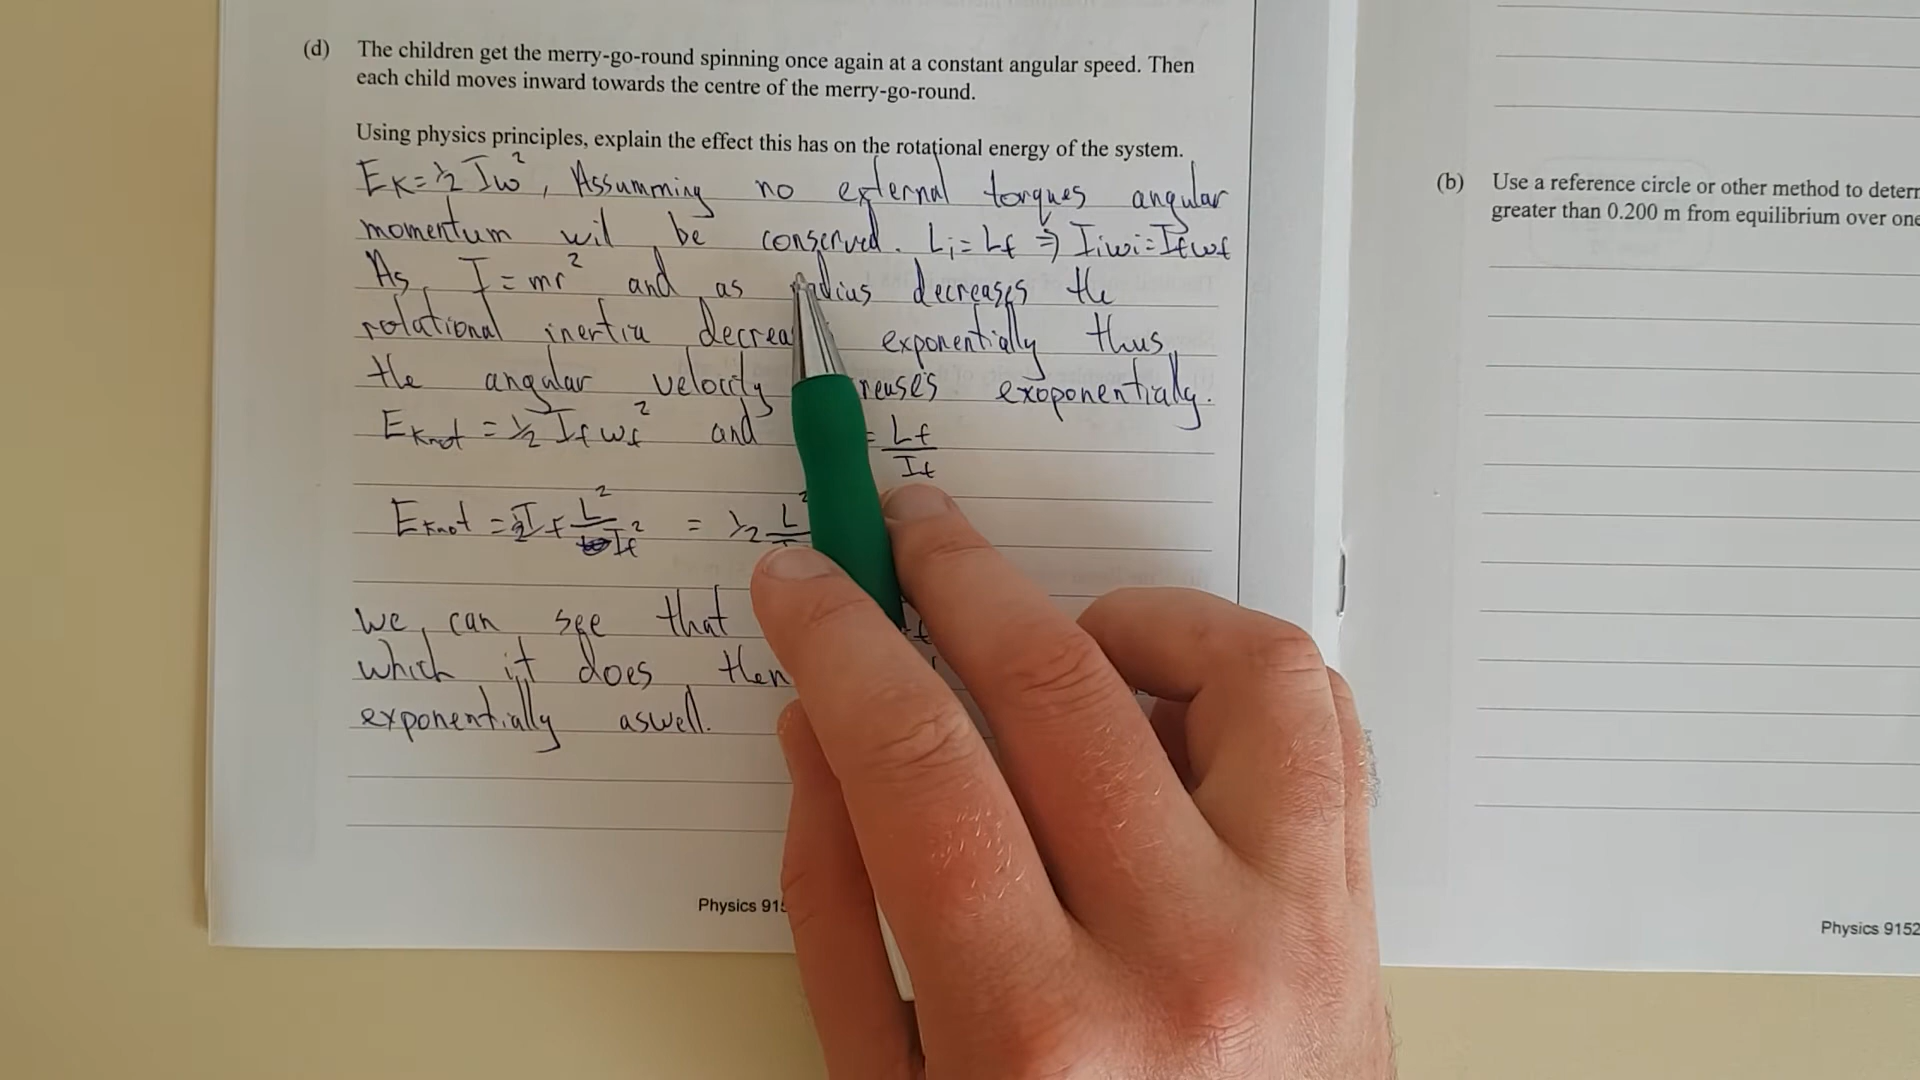 (d) The children get the merry-go-round spinning once again at a constant angular speed. Then
each child moves inward towards the centre of the merry-go-round.
Using physics principles, explain the effect this has on the rotational energy of the system.
Ek=½Iω², Assumming no external torques angular
momentum wil be conserved. Li=Lf ⇒ Iiωi=Ifωf
As I=mr² and as radius decreases the
rotational inertia decrea exponentially thus
the angular velocity reases exoponentially.
EKrot = ½ If ωf² and = Lf/If
EKrot = ½ If L²/If² = ½ L²
we can see that
which it does then
exponentially aswell.
Physics 915
(b) Use a reference circle or other method to deter
greater than 0.200 m from equilibrium over one
Physics 9152